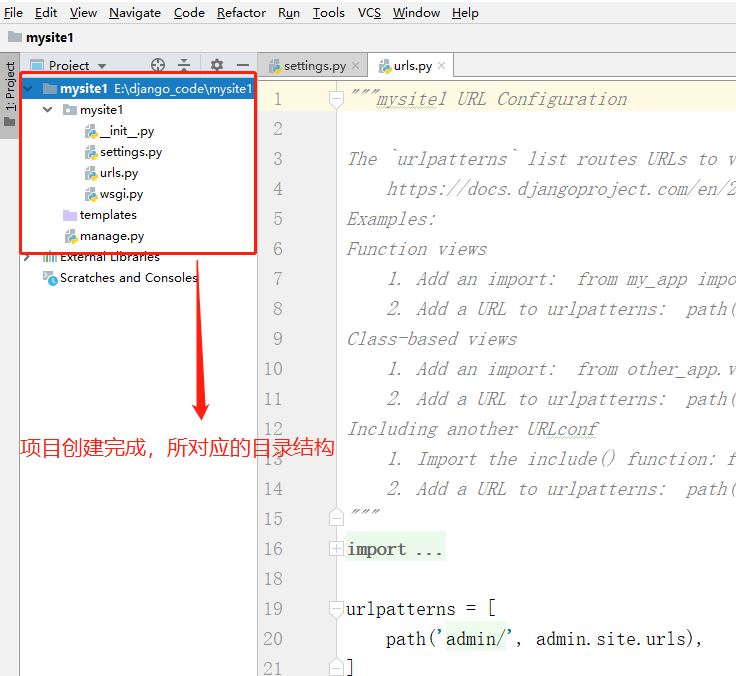 File Edit View Navigate Code Refactor Run Tools VCS Window Help
mysite1
1: Project
Project
settings.py
urls.py
mysite1 E:\django_code\mysite1
mysite1
__init__.py
settings.py
urls.py
wsgi.py
templates
manage.py
External Libraries
Scratches and Consoles
项目创建完成，所对应的目录结构
1 """mysite1 URL Configuration
2
3 The `urlpatterns` list routes URLs to v
4 https://docs.djangoproject.com/en/2
5 Examples:
6 Function views
7 1. Add an import:  from my_app impo
8 2. Add a URL to urlpatterns:  path(
9 Class-based views
10 1. Add an import:  from other_app.v
11 2. Add a URL to urlpatterns:  path(
12 Including another URLconf
13 1. Import the include() function: f
14 2. Add a URL to urlpatterns:  path(
15 """
16 import ...
18
19 urlpatterns = [
20 path('admin/', admin.site.urls),
21 ]